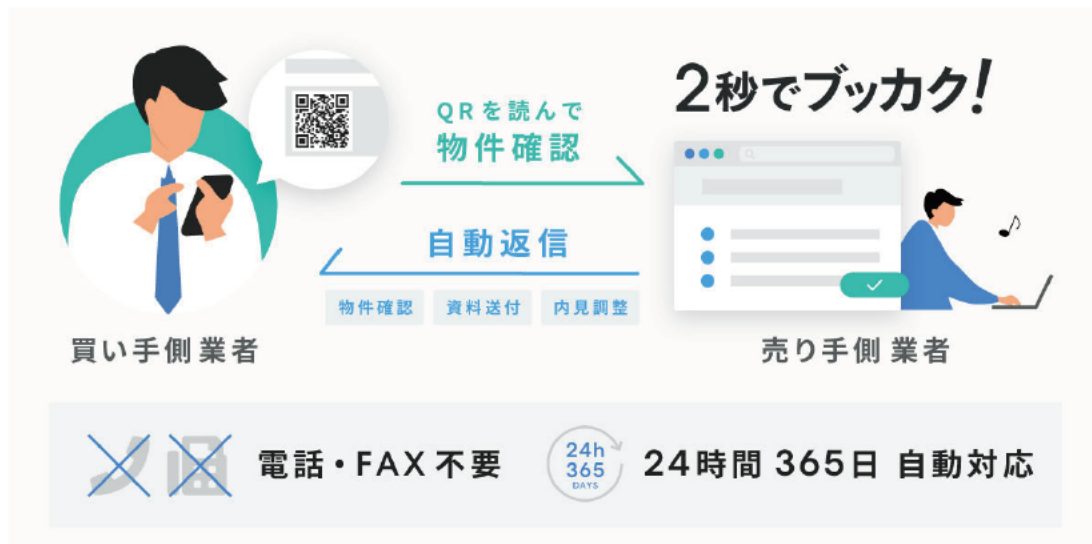 2秒でブッカク!
QRを読んで
物件確認
自動返信
物件確認 資料送付 内見調整
買い手側 業者
売り手側 業者
電話・FAX 不要
24h
365
DAYS
24時間 365日 自動対応